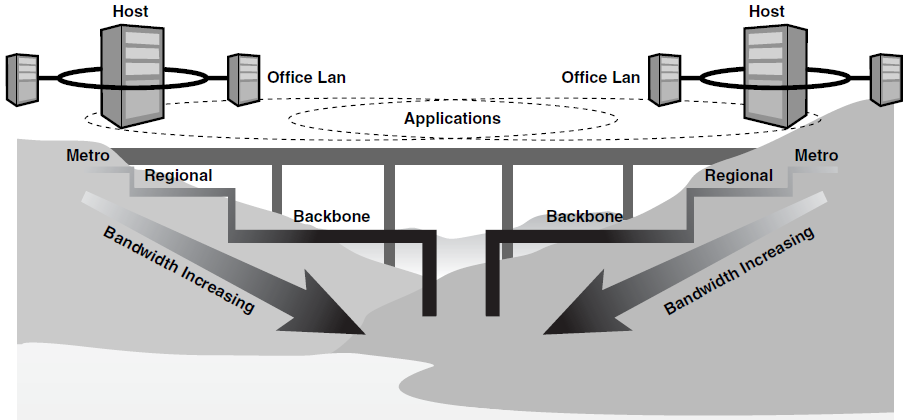 Host
Host
Office Lan
Office Lan
Applications
Metro
Metro
Regional
Regional
Backbone
Backbone
Bandwidth Increasing
Bandwidth Increasing